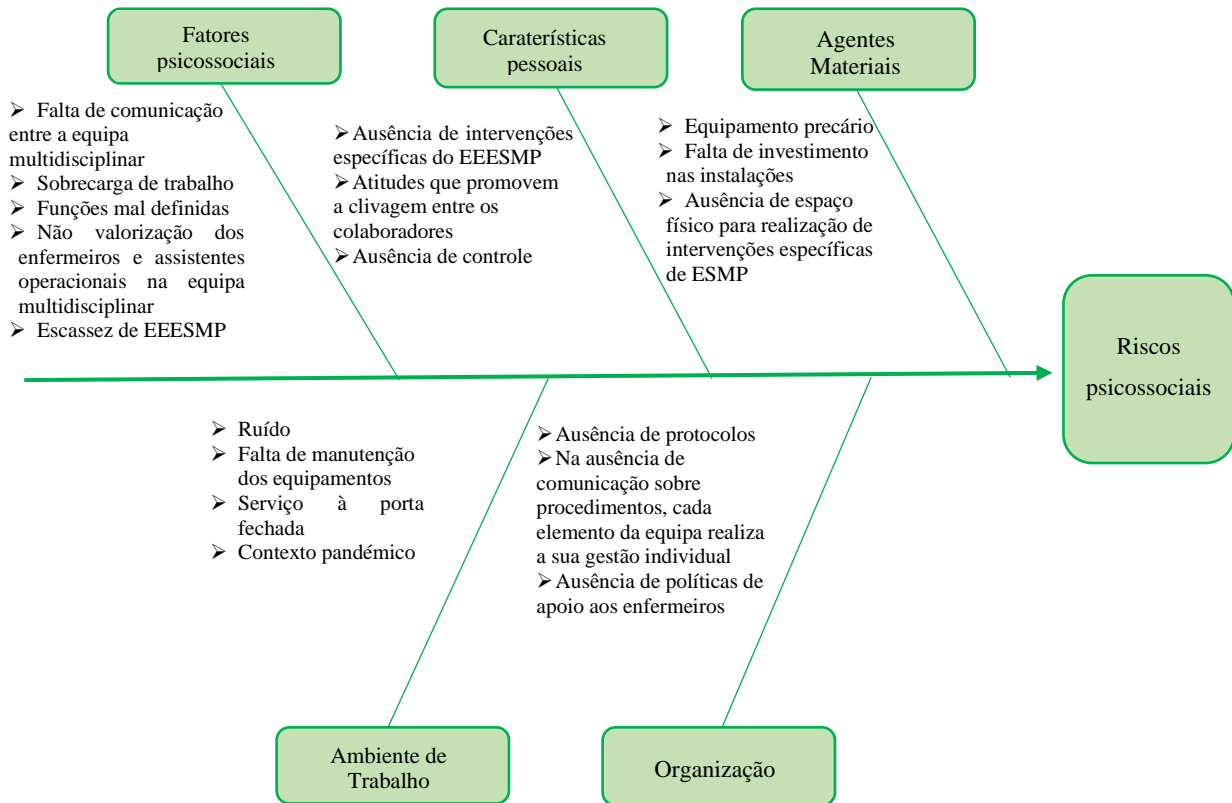 Fatores
psicossociais
Caraterísticas
pessoais
Agentes
Materiais
➢ Falta de comunicação
entre a equipa
multidisciplinar
➢ Sobrecarga de trabalho
➢ Funções mal definidas
➢ Não valorização dos
enfermeiros e assistentes
operacionais na equipa
multidisciplinar
➢ Escassez de EEESMP
➢ Ausência de intervenções
específicas do EEESMP
➢ Atitudes que promovem
a clivagem entre os
colaboradores
➢ Ausência de controle
➢ Equipamento precário
➢ Falta de investimento
nas instalações
➢ Ausência de espaço
físico para realização de
intervenções específicas
de ESMP
Riscos
psicossociais
➢ Ruído
➢ Falta de manutenção
dos equipamentos
➢ Serviço à porta
fechada
➢ Contexto pandémico
➢ Ausência de protocolos
➢ Na ausência de
comunicação sobre
procedimentos, cada
elemento da equipa realiza
a sua gestão individual
➢ Ausência de políticas de
apoio aos enfermeiros
Ambiente de
Trabalho
Organização